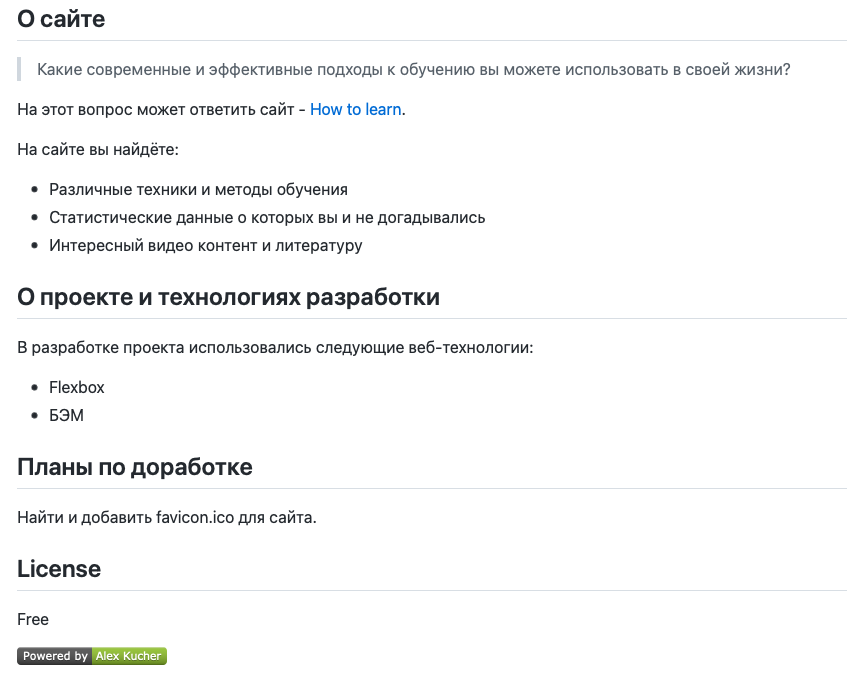 О сайте
Какие современные и эффективные подходы к обучению вы можете использовать в своей жизни?
На этот вопрос может ответить сайт - How to learn.
На сайте вы найдёте:
Различные техники и методы обучения
Статистические данные о которых вы и не догадывались
Интересный видео контент и литературу
О проекте и технологиях разработки
В разработке проекта использовались следующие веб-технологии:
Flexbox
БЭМ
Планы по доработке
Найти и добавить favicon.ico для сайта.
License
Free
Powered by Alex Kucher